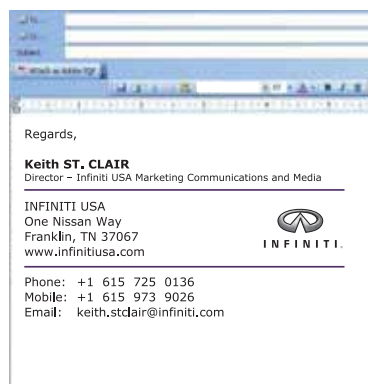 Regards,
Keith ST. CLAIR
Director – Infiniti USA Marketing Communications and Media
INFINITI USA
One Nissan Way
Franklin, TN 37067
www.infinitiusa.com
INFINITI.
Phone: +1 615 725 0136
Mobile: +1 615 973 9026
Email: keith.stclair@infiniti.com